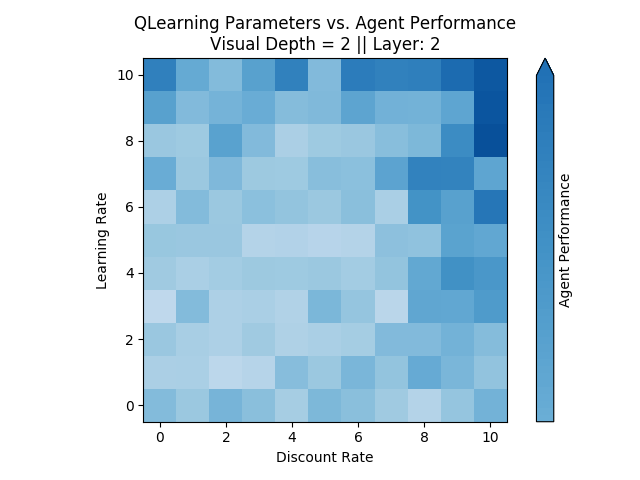 QLearning Parameters vs. Agent Performance
Visual Depth = 2 || Layer: 2
10
8
6
4
2
0
Learning Rate
0 2 4 6 8 10
Discount Rate
Agent Performance